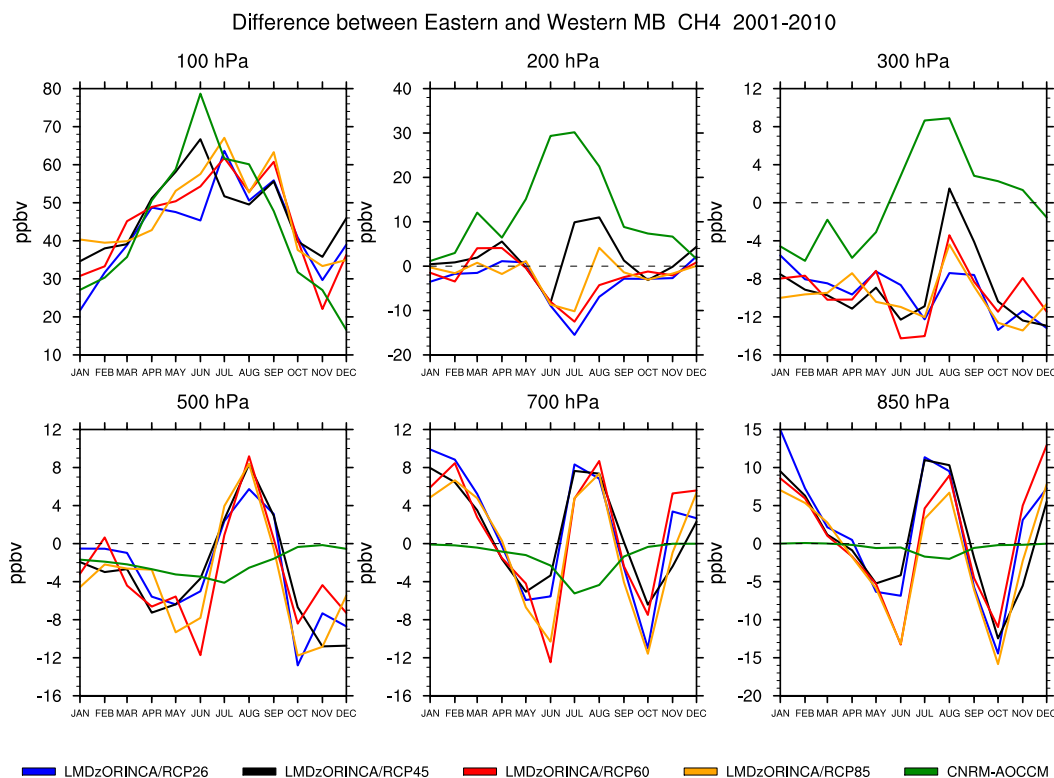 Difference between Eastern and Western MB CH4 2001-2010
100 hPa 200 hPa 300 hPa
80
70
60
50
40
30
20
10
ppbv
JAN FEB MAR APR MAY JUN JUL AUG SEP OCT NOV DEC
40
30
20
10
0
-10
-20
ppbv
JAN FEB MAR APR MAY JUN JUL AUG SEP OCT NOV DEC
12
8
4
0
-4
-8
-12
-16
ppbv
JAN FEB MAR APR MAY JUN JUL AUG SEP OCT NOV DEC
500 hPa 700 hPa 850 hPa
12
8
4
0
-4
-8
-12
-16
ppbv
JAN FEB MAR APR MAY JUN JUL AUG SEP OCT NOV DEC
12
8
4
0
-4
-8
-12
-16
ppbv
JAN FEB MAR APR MAY JUN JUL AUG SEP OCT NOV DEC
15
10
5
0
-5
-10
-15
-20
ppbv
JAN FEB MAR APR MAY JUN JUL AUG SEP OCT NOV DEC
LMDzORINCA/RCP26 LMDzORINCA/RCP45 LMDzORINCA/RCP60 LMDzORINCA/RCP85 CNRM-AOCCM